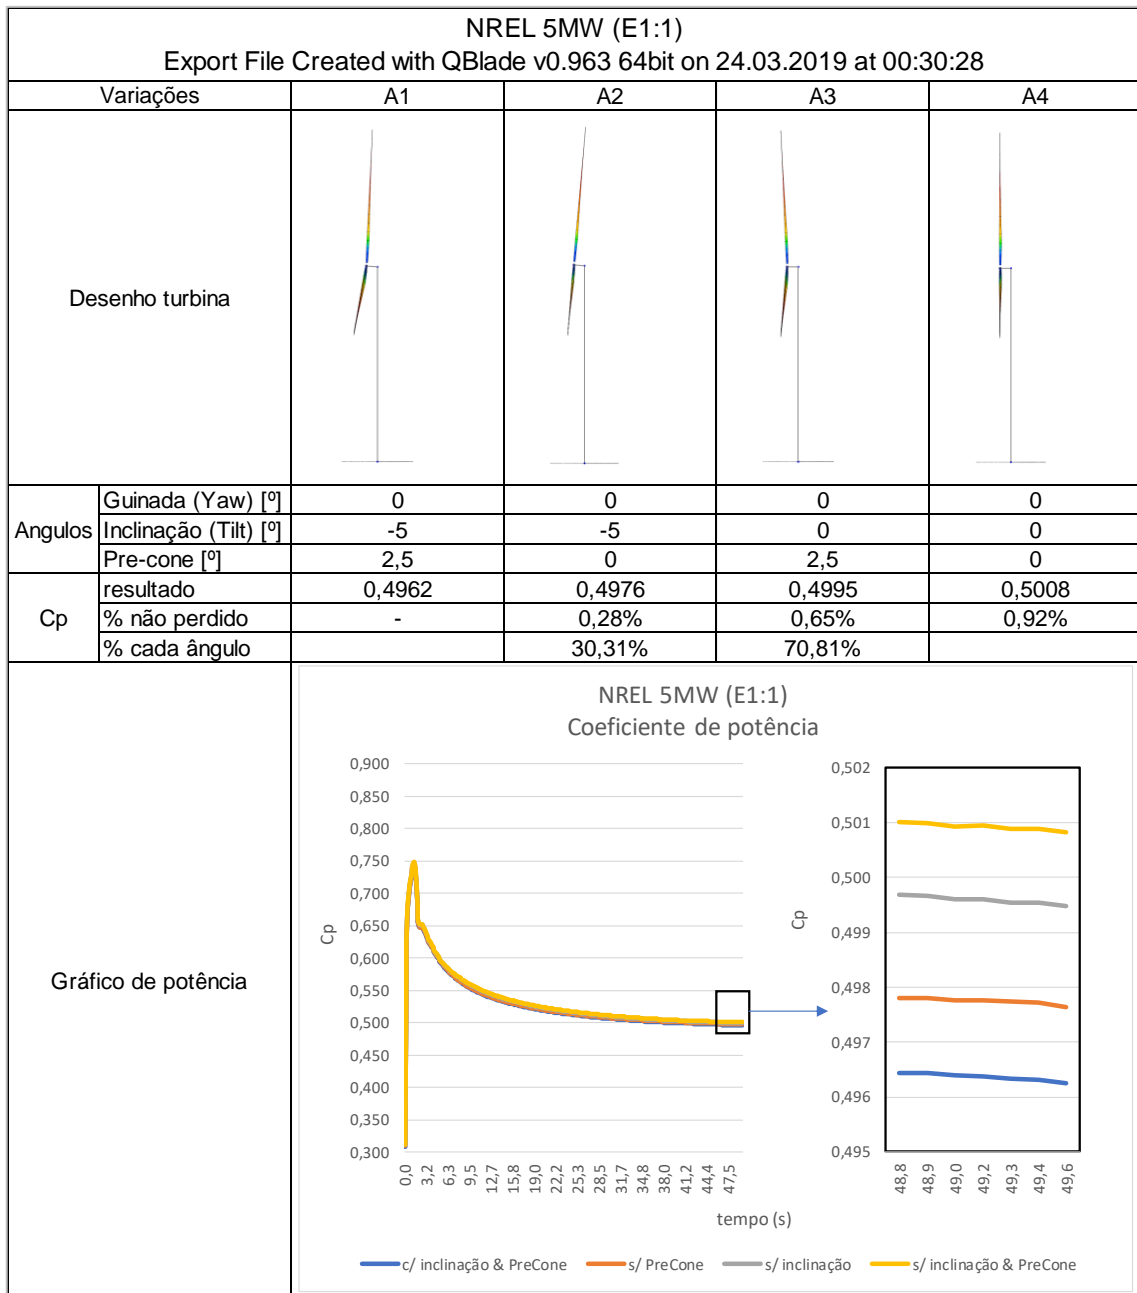 NREL 5MW (E1:1)
Export File Created with QBlade v0.963 64bit on 24.03.2019 at 00:30:28
Variações A1 A2 A3 A4
Desenho turbina
Angulos
Guinada (Yaw) [º] 0 0 0 0
Inclinação (Tilt) [º] -5 -5 0 0
Pre-cone [º] 2,5 0 2,5 0
Cp
resultado 0,4962 0,4976 0,4995 0,5008
% não perdido - 0,28% 0,65% 0,92%
% cada ângulo 30,31% 70,81%
Gráfico de potência
NREL 5MW (E1:1)
Coeficiente de potência
0,900
0,850
0,800
0,750
0,700
0,650
0,600
0,550
0,500
0,450
0,400
0,350
0,300
Cp
0,0 3,2 6,3 9,5 12,7 15,8 19,0 22,2 25,3 28,5 31,7 34,8 38,0 41,2 44,4 47,5
0,502
0,501
0,500
0,499
0,498
0,497
0,496
0,495
Cp
48,8 48,9 49,0 49,2 49,3 49,4 49,6
tempo (s)
c/ inclinação & PreCone s/ PreCone s/ inclinação s/ inclinação & PreCone